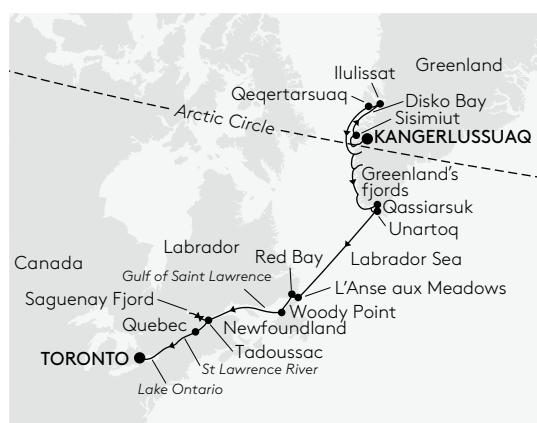 Ilulissat
Greenland
Qeqertarsuaq
Disko Bay
Sisimiut
Arctic Circle
KANGERLUSSUAQ
Greenland's
fjords
Qassiarsuk
Unartoq
Labrador
Red Bay
Labrador Sea
Canada
Gulf of Saint Lawrence
L'Anse aux Meadows
Saguenay Fjord
Woody Point
Quebec
Newfoundland
Tadoussac
TORONTO
St Lawrence River
Lake Ontario